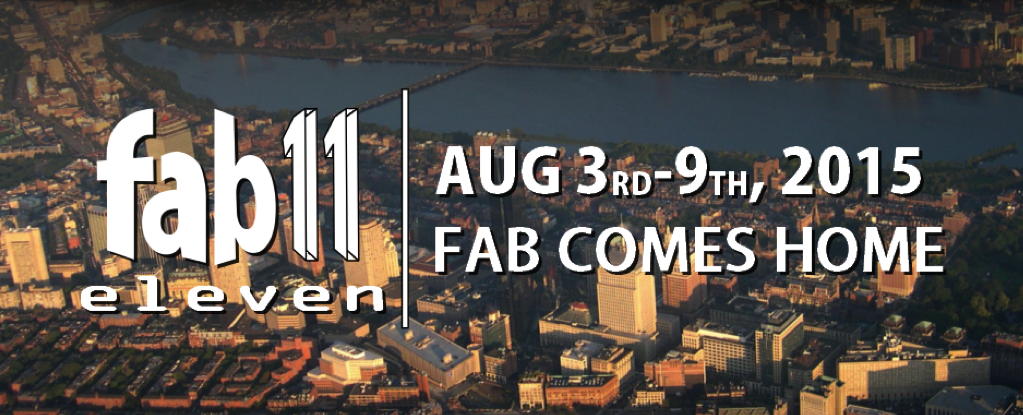 fab11
eleven
AUG 3RD-9TH, 2015
FAB COMES HOME